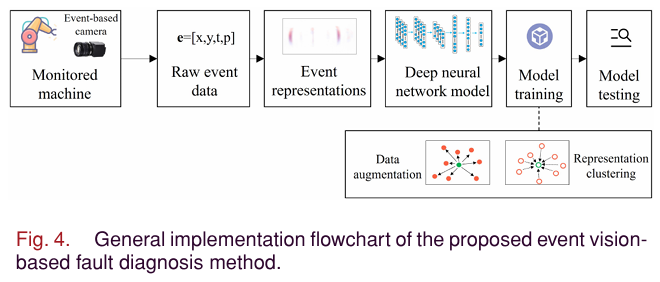 Event-based
camera
Monitored
machine
e=[x,y,t,p]
Raw event
data
Event
representations
Deep neural
network model
Model
training
Model
testing
Data
augmentation
Representation
clustering
Fig. 4. General implementation flowchart of the proposed event vision-
based fault diagnosis method.